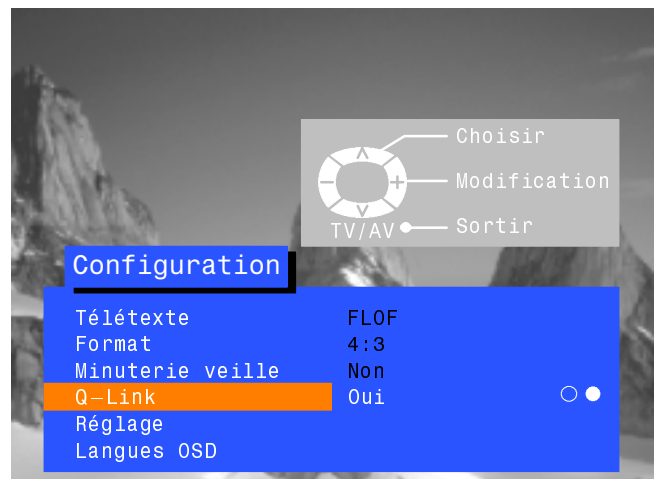 Choisir
Modification
TV/AV Sortir
Configuration
Télétexte FLOF
Format 4:3
Minuterie veille Non
Q-Link Oui
Réglage
Langues OSD